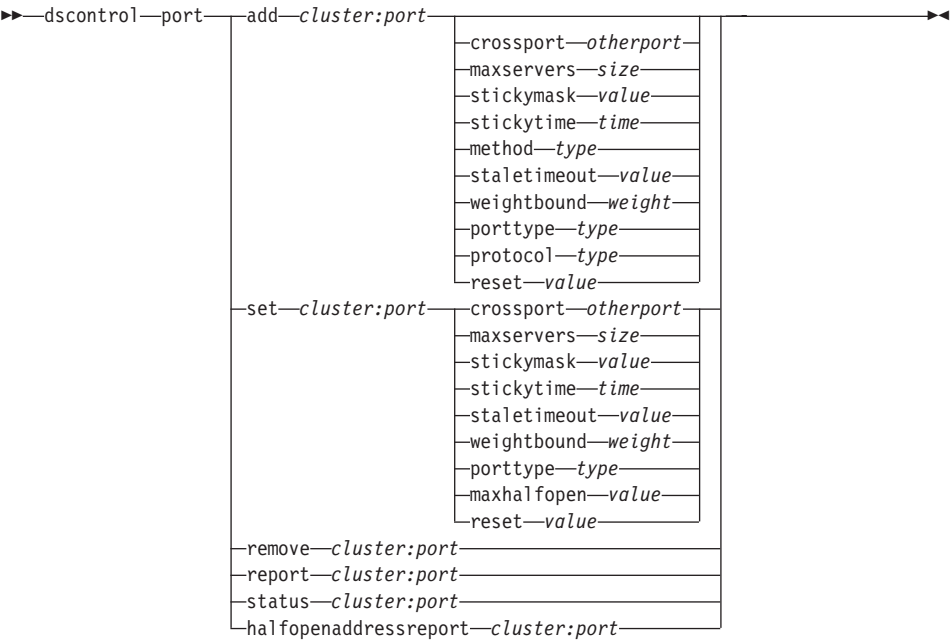 dscontrol port add cluster:port
crossport otherport
maxservers size
stickymask value
stickytime time
method type
staletimeout value
weightbound weight
porttype type
protocol type
reset value
set cluster:port crossport otherport
maxservers size
stickymask value
stickytime time
staletimeout value
weightbound weight
porttype type
maxhalfopen value
reset value
remove cluster:port
report cluster:port
status cluster:port
halfopenaddressreport cluster:port